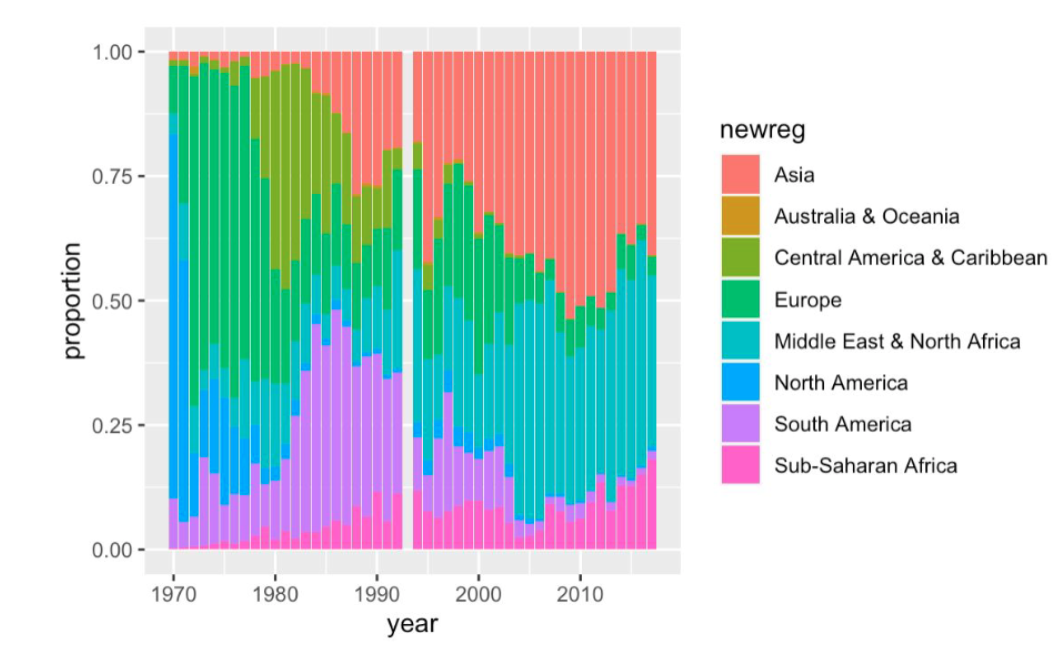 1.00
0.75
0.50
0.25
0.00
proportion
1970 1980 1990 2000 2010
year
newreg
Asia
Australia & Oceania
Central America & Caribbean
Europe
Middle East & North Africa
North America
South America
Sub-Saharan Africa